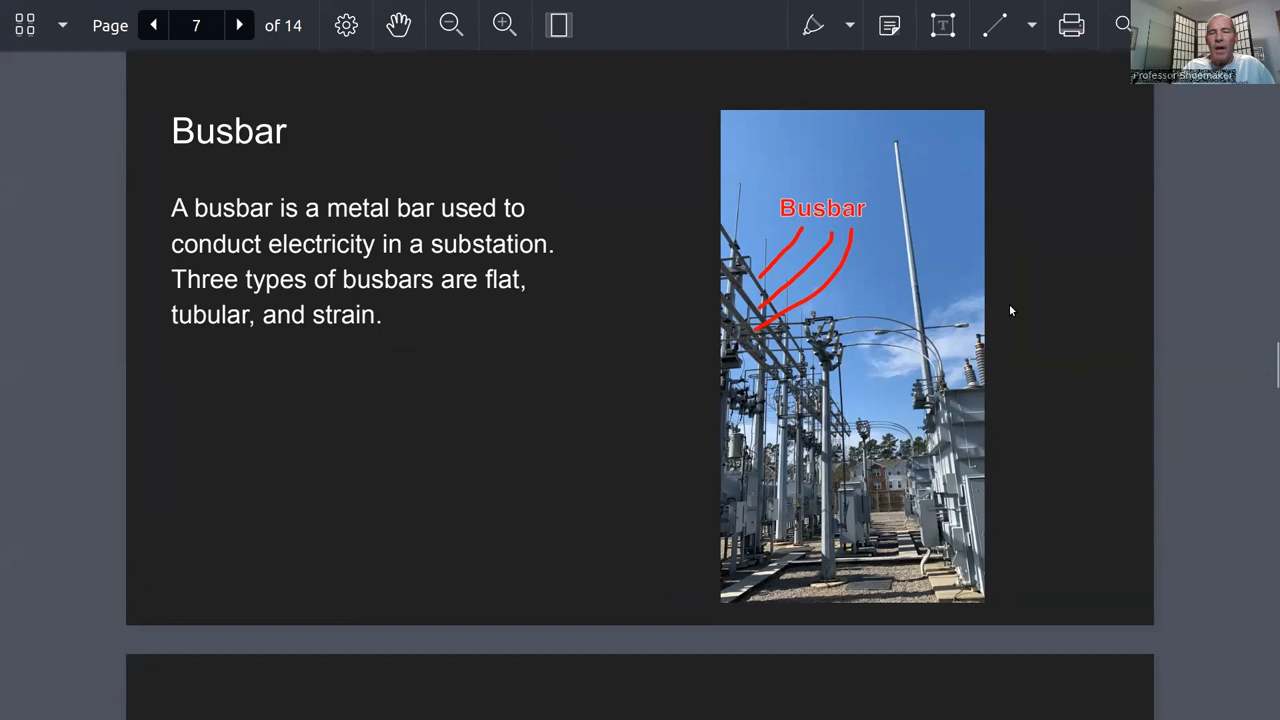 Page 7 of 14
Professor Shoemaker
Busbar
A busbar is a metal bar used to
conduct electricity in a substation.
Three types of busbars are flat,
tubular, and strain.
Busbar